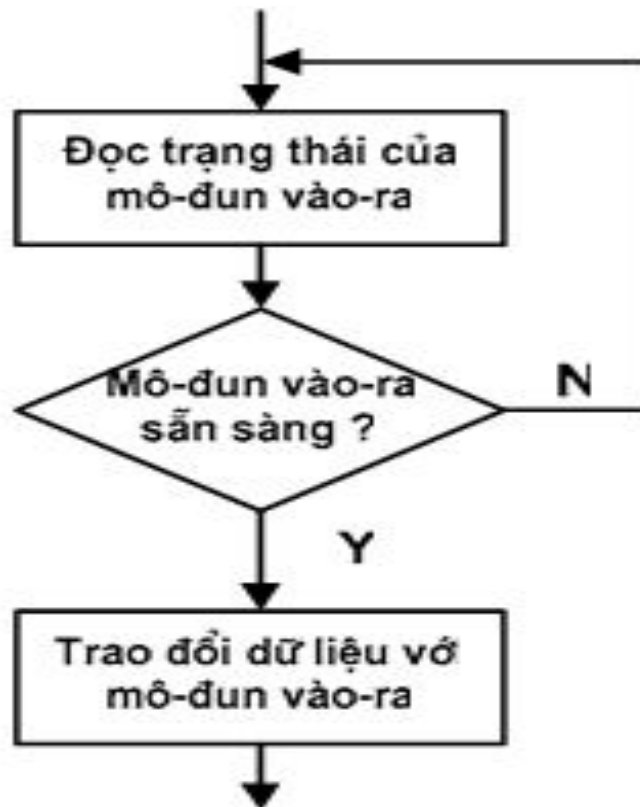 Đọc trạng thái của
mô-đun vào-ra
Mô-đun vào-ra
sẵn sàng ?
N
Y
Trao đổi dữ liệu vớ
mô-đun vào-ra